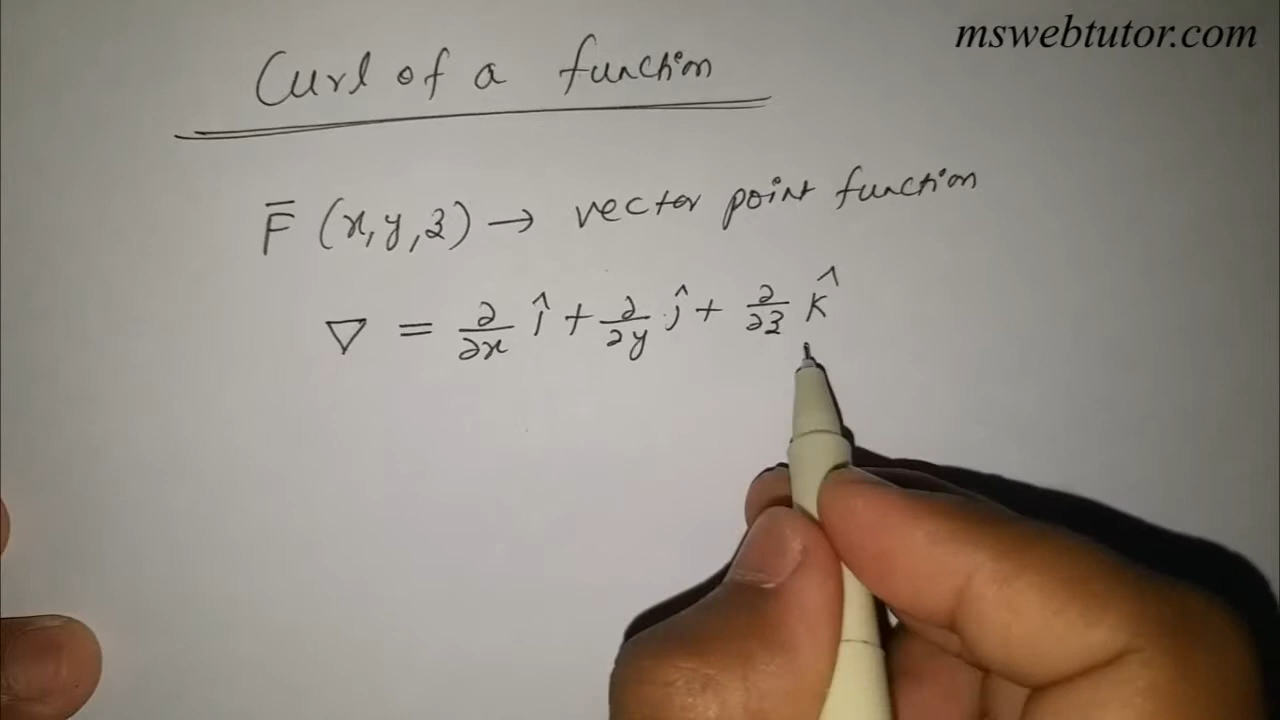 mswebtutor.com
Curl of a function
F̅ (x,y,z) → vector point function
∇ = ∂/∂x î + ∂/∂y ĵ + ∂/∂z k̂